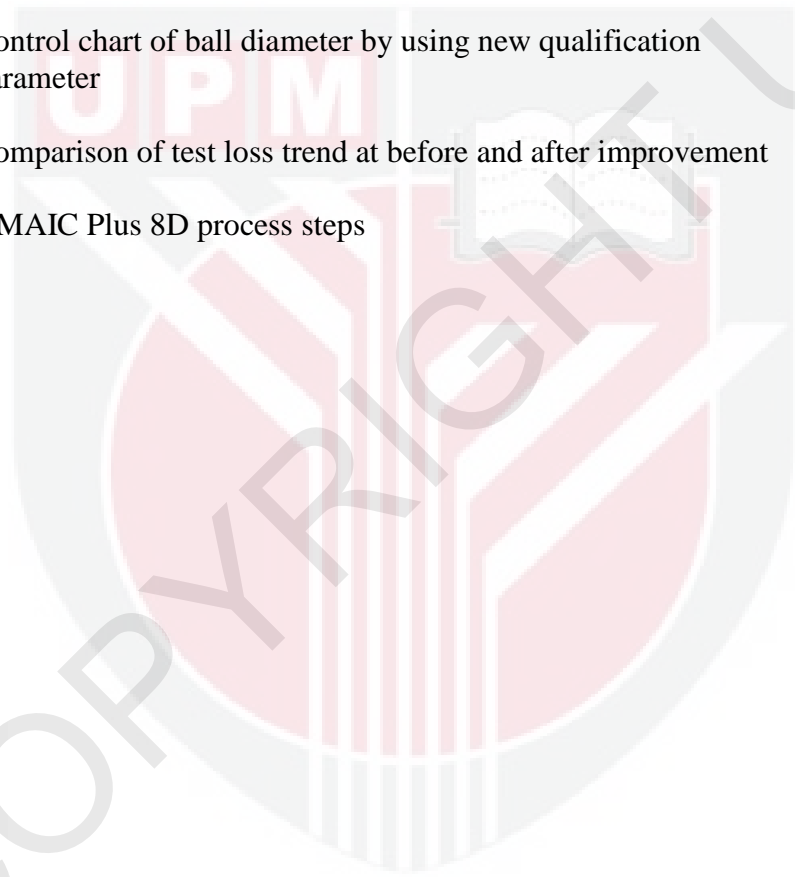 ontrol chart of ball diameter by using new qualification
arameter
omparison of test loss trend at before and after improvement
MAIC Plus 8D process steps
UPM
COPYRIGHT U